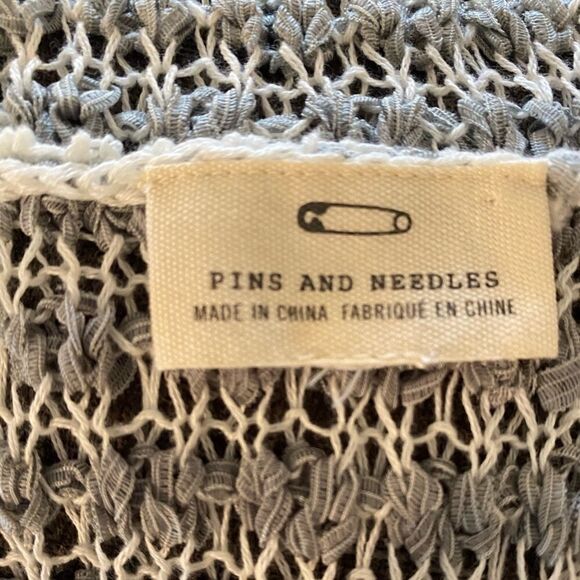 PINS AND NEEDLES
MADE IN CHINA FABRIQUÉ EN CHINE